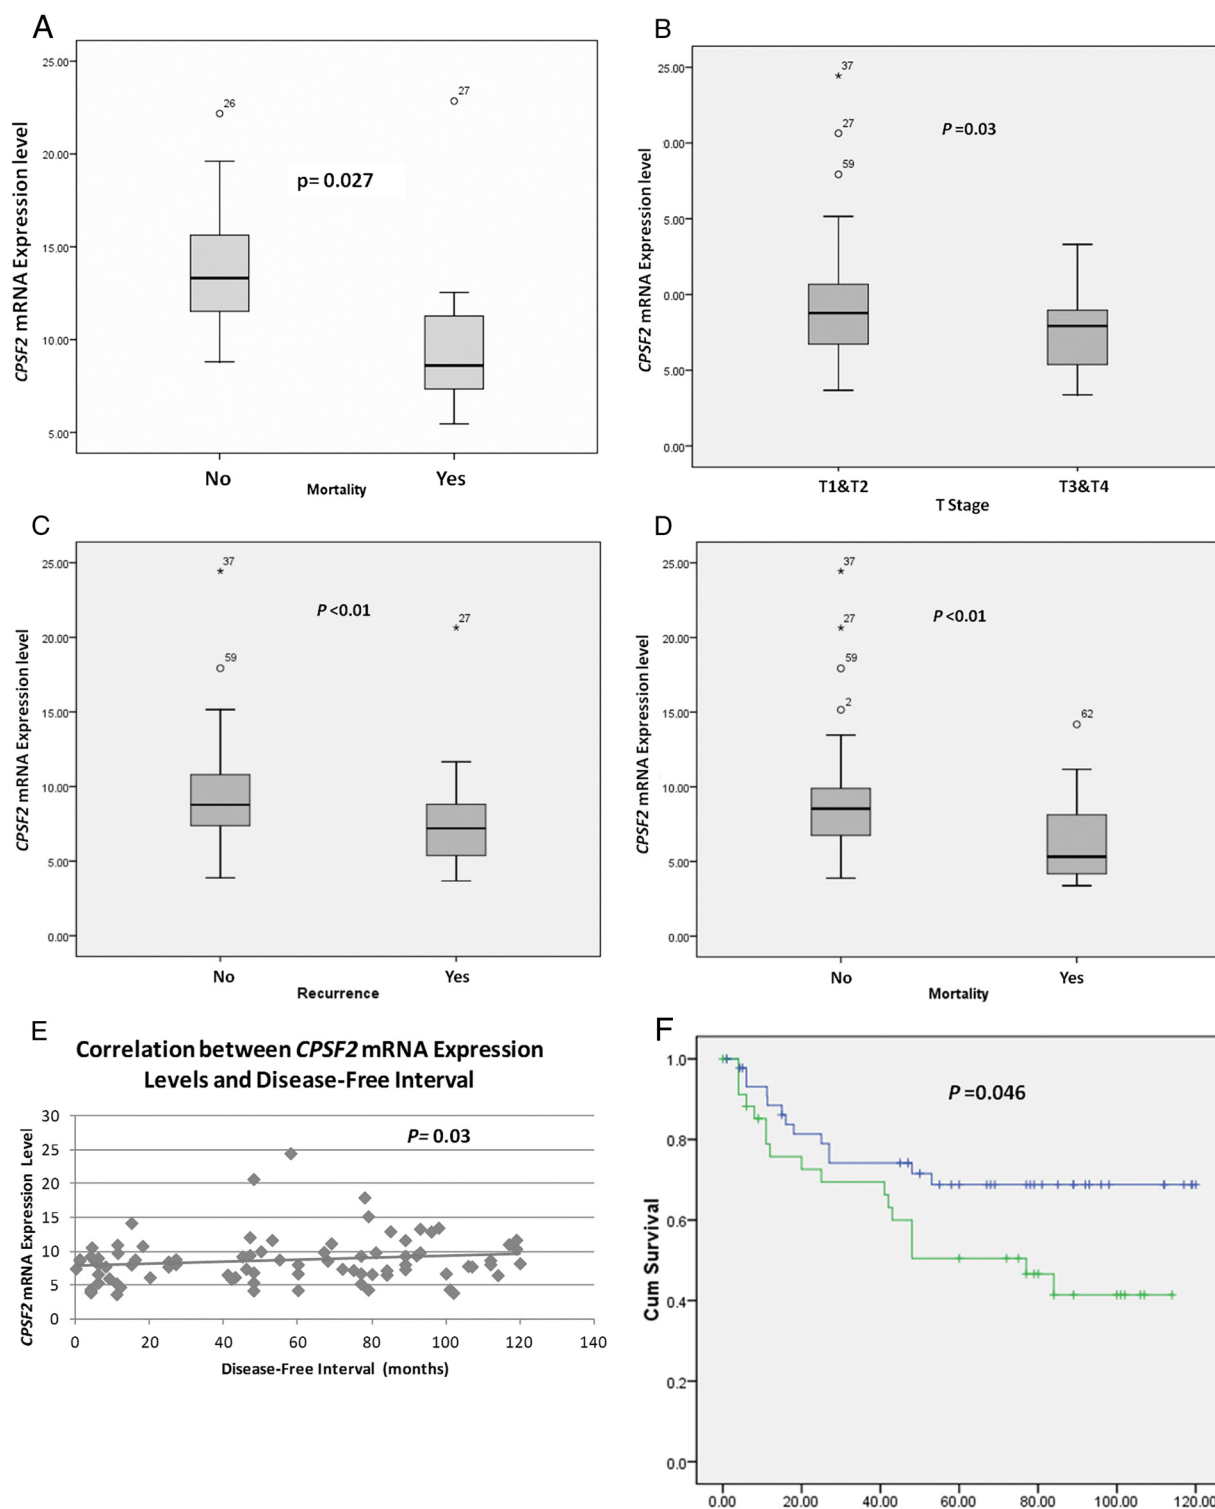 A
CPSF2 mRNA Expression level
25.00
20.00
15.00
10.00
5.00
26
27
p= 0.027
No
Yes
Mortality
B
CPSF2 mRNA Expression level
25.00
0.00
5.00
0.00
5.00
0.00
37
27
59
P =0.03
T1&T2
T3&T4
T Stage
C
CPSF2 mRNA Expression level
25.00
20.00
15.00
10.00
5.00
0.00
37
59
27
P <0.01
No
Yes
Recurrence
D
CPSF2 mRNA Expression level
25.00
20.00
15.00
10.00
5.00
0.00
37
27
59
2
62
P <0.01
No
Yes
Mortality
E
Correlation between CPSF2 mRNA Expression
Levels and Disease-Free Interval
CPSF2 mRNA Expression Level
30
25
20
15
10
5
0
P= 0.03
0 20 40 60 80 100 120 140
Disease-Free Interval (months)
F
Cum Survival
1.0
0.8
0.6
0.4
0.2
0.0
P =0.046
0.00 20.00 40.00 60.00 80.00 100.00 120.00